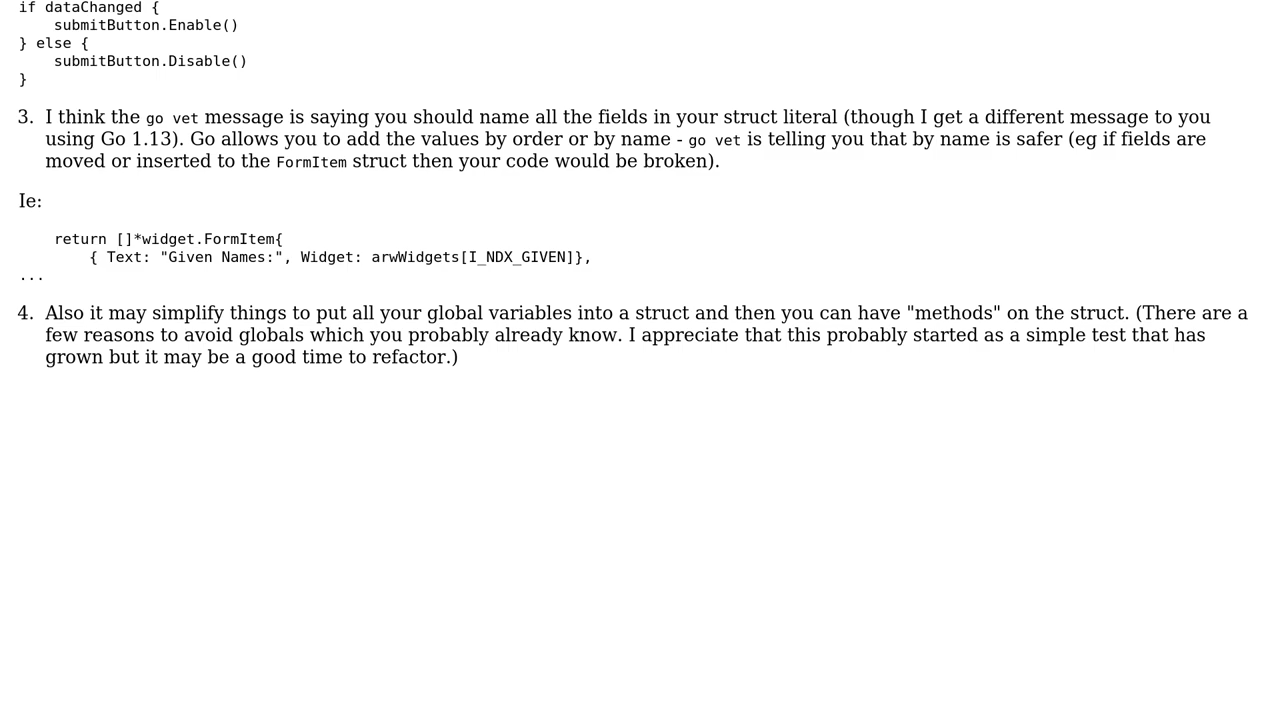 if dataChanged {
    submitButton.Enable()
} else {
    submitButton.Disable()
}
3. I think the go vet message is saying you should name all the fields in your struct literal (though I get a different message to you
using Go 1.13). Go allows you to add the values by order or by name - go vet is telling you that by name is safer (eg if fields are
moved or inserted to the FormItem struct then your code would be broken).
Ie:
    return []*widget.FormItem{
        { Text: "Given Names:", Widget: arwWidgets[I_NDX_GIVEN]},
...
4. Also it may simplify things to put all your global variables into a struct and then you can have "methods" on the struct. (There are a
few reasons to avoid globals which you probably already know. I appreciate that this probably started as a simple test that has
grown but it may be a good time to refactor.)